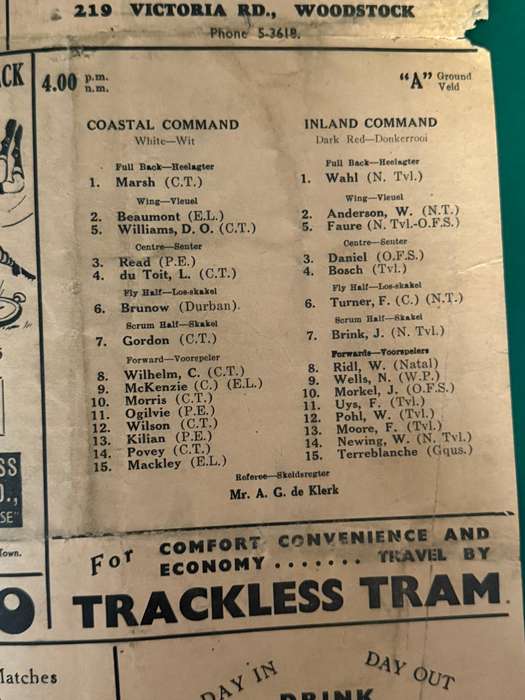 219 VICTORIA RD., WOODSTOCK
Phone 5-3618.
CK
4.00 p.m.
n.m.
"A" Ground
Veld
COASTAL COMMAND
White—Wit
Full Back—Heelagter
1. Marsh (C.T.)
Wing—Vleuel
2. Beaumont (E.L.)
5. Williams, D. O. (C.T.)
Centre—Senter
3. Read (P.E.)
4. du Toit, L. (C.T.)
Fly Half—Los-skakel
6. Brunow (Durban).
Scrum Half—Skakel
7. Gordon (C.T.)
Forward—Voorspeler
8. Wilhelm, C. (C.T.)
9. McKenzie (C.) (E.L.)
10. Morris (C.T.)
11. Ogilvie (P.E.)
12. Wilson (C.T.)
13. Kilian (P.E.)
14. Povey (C.T.)
15. Mackley (E.L.)
INLAND COMMAND
Dark Red—Donkerrooi
Full Back—Heelagter
1. Wahl (N. Tvl.)
Wing—Vleuel
2. Anderson, W. (N.T.)
5. Faure (N. Tvl.-O.F.S.)
Centre—Senter
3. Daniel (O.F.S.)
4. Bosch (Tvl.)
Fly Half—Los-skakel
6. Turner, F. (C.) (N.T.)
Scrum Half—Skakel
7. Brink, J. (N. Tvl.)
Forwards—Voorspelers
8. Ridl, W. (Natal)
9. Wells, N. (W.P.)
10. Morkel, J. (O.F.S.)
11. Uys, F. (Tvl.)
12. Pohl, W. (Tvl.)
13. Moore, F. (Tvl.)
14. Newing, W. (N. Tvl.)
15. Terreblanche (Gqus.)
Referee—Skeidsregter
Mr. A. G. de Klerk
SS
D.,
SE"
Town.
For COMFORT CONVENIENCE AND
ECONOMY ....... TRAVEL BY
TRACKLESS TRAM.
O
Matches
DAY IN
DAY OUT
DRINK